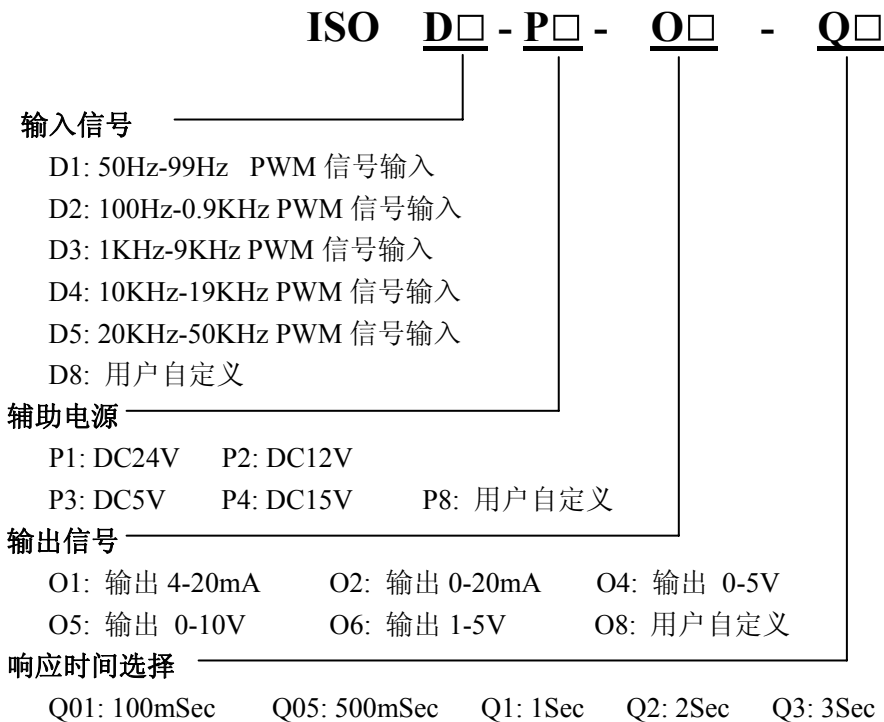 ISO D□ - P□ - O□ - Q□
输入信号
D1: 50Hz-99Hz PWM 信号输入
D2: 100Hz-0.9KHz PWM 信号输入
D3: 1KHz-9KHz PWM 信号输入
D4: 10KHz-19KHz PWM 信号输入
D5: 20KHz-50KHz PWM 信号输入
D8: 用户自定义
辅助电源
P1: DC24V P2: DC12V
P3: DC5V P4: DC15V P8: 用户自定义
输出信号
O1: 输出 4-20mA O2: 输出 0-20mA O4: 输出 0-5V
O5: 输出 0-10V O6: 输出 1-5V O8: 用户自定义
响应时间选择
Q01: 100mSec Q05: 500mSec Q1: 1Sec Q2: 2Sec Q3: 3Sec